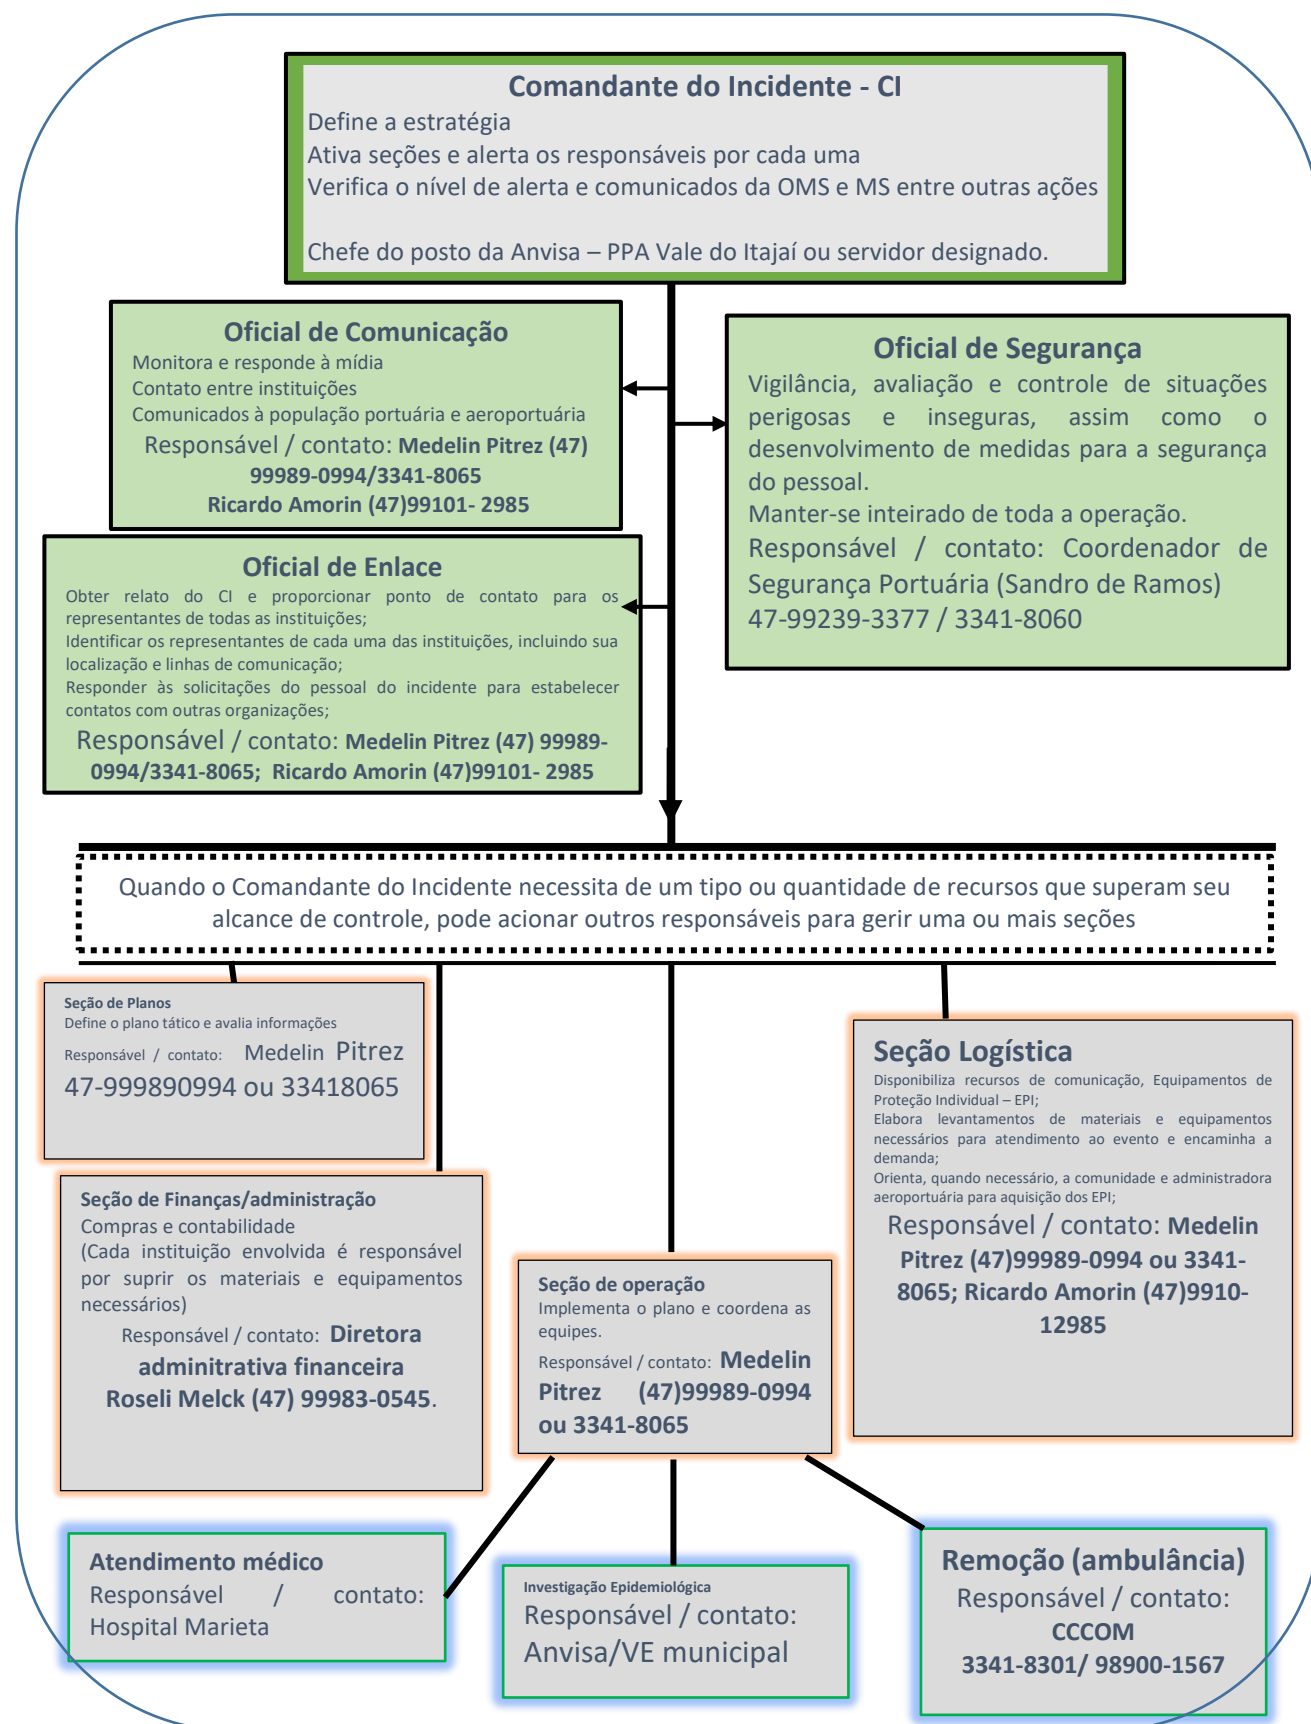 Comandante do Incidente - CI
Define a estratégia
Ativa seções e alerta os responsáveis por cada uma
Verifica o nível de alerta e comunicados da OMS e MS entre outras ações
Chefe do posto da Anvisa – PPA Vale do Itajaí ou servidor designado.
Oficial de Comunicação
Monitora e responde à mídia
Contato entre instituições
Comunicados à população portuária e aeroportuária
Responsável / contato: Medelin Pitrez (47)
99989-0994/3341-8065
Ricardo Amorin (47)99101- 2985
Oficial de Segurança
Vigilância, avaliação e controle de situações
perigosas e inseguras, assim como o
desenvolvimento de medidas para a segurança
do pessoal.
Manter-se inteirado de toda a operação.
Responsável / contato: Coordenador de
Segurança Portuária (Sandro de Ramos)
47-99239-3377 / 3341-8060
Oficial de Enlace
Obter relato do CI e proporcionar ponto de contato para os
representantes de todas as instituições;
Identificar os representantes de cada uma das instituições, incluindo sua
localização e linhas de comunicação;
Responder às solicitações do pessoal do incidente para estabelecer
contatos com outras organizações;
Responsável / contato: Medelin Pitrez (47) 99989-
0994/3341-8065; Ricardo Amorin (47)99101- 2985
Quando o Comandante do Incidente necessita de um tipo ou quantidade de recursos que superam seu
alcance de controle, pode acionar outros responsáveis para gerir uma ou mais seções
Seção de Planos
Define o plano tático e avalia informações
Responsável / contato: Medelin Pitrez
47-999890994 ou 33418065
Seção Logística
Disponibiliza recursos de comunicação, Equipamentos de
Proteção Individual – EPI;
Elabora levantamentos de materiais e equipamentos
necessários para atendimento ao evento e encaminha a
demanda;
Orienta, quando necessário, a comunidade e administradora
aeroportuária para aquisição dos EPI;
Responsável / contato: Medelin
Pitrez (47)99989-0994 ou 3341-
8065; Ricardo Amorin (47)9910-
12985
Seção de Finanças/administração
Compras e contabilidade
(Cada instituição envolvida é responsável
por suprir os materiais e equipamentos
necessários)
Responsável / contato: Diretora
adminitrativa financeira
Roseli Melck (47) 99983-0545.
Seção de operação
Implementa o plano e coordena as
equipes.
Responsável / contato: Medelin
Pitrez (47)99989-0994
ou 3341-8065
Atendimento médico
Responsável / contato:
Hospital Marieta
Investigação Epidemiológica
Responsável / contato:
Anvisa/VE municipal
Remoção (ambulância)
Responsável / contato:
CCCOM
3341-8301/ 98900-1567